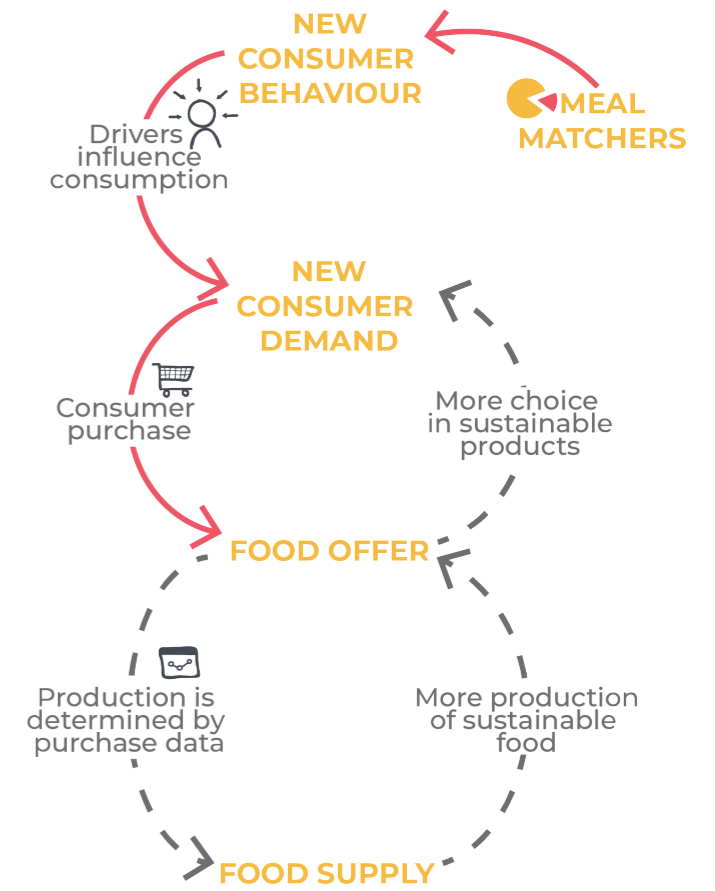 NEW
CONSUMER
BEHAVIOUR
MEAL
MATCHERS
Drivers
influence
consumption
NEW
CONSUMER
DEMAND
Consumer
purchase
More choice
in sustainable
products
FOOD OFFER
Production is
determined by
purchase data
More production
of sustainable
food
FOOD SUPPLY